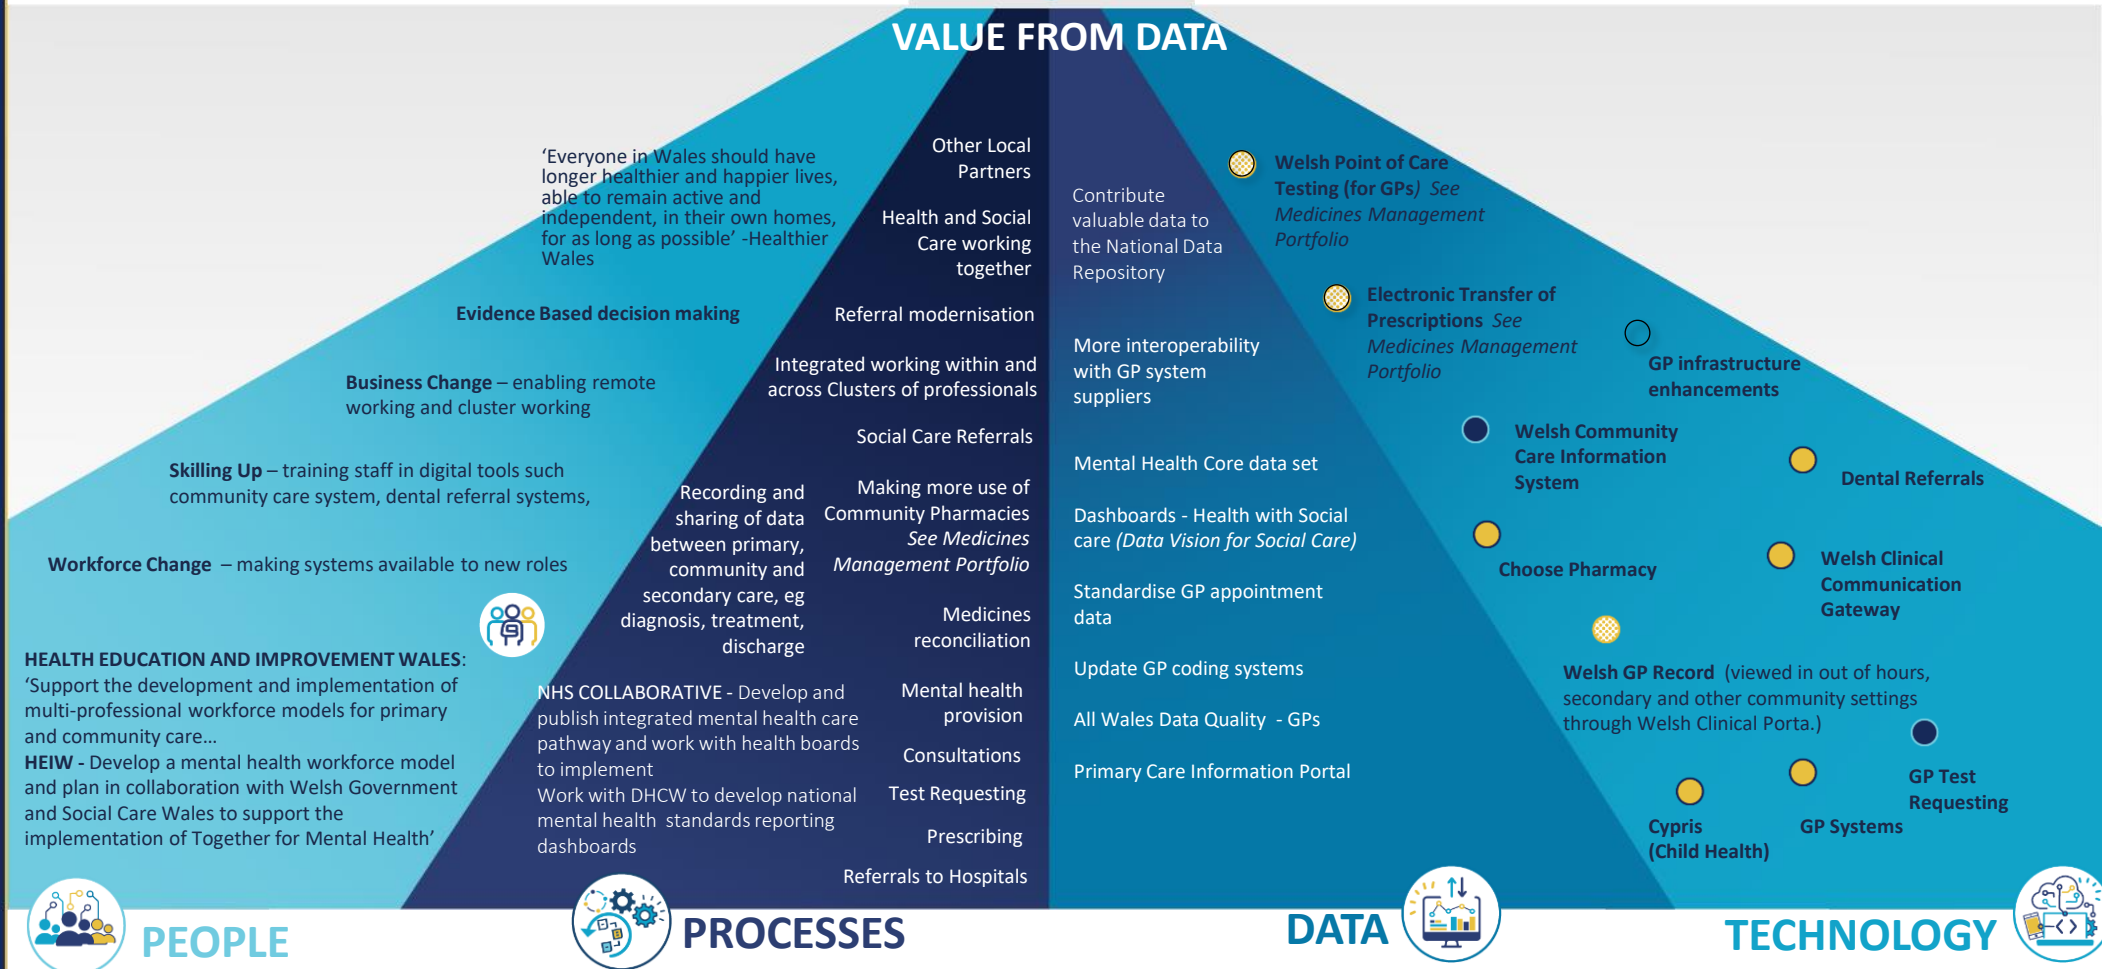 VALUE FROM DATA
‘Everyone in Wales should have
longer healthier and happier lives,
able to remain active and
independent, in their own homes,
for as long as possible’ -Healthier
Wales
Evidence Based decision making
Business Change – enabling remote
working and cluster working
Skilling Up – training staff in digital tools such
community care system, dental referral systems,
Workforce Change – making systems available to new roles
HEALTH EDUCATION AND IMPROVEMENT WALES:
‘Support the development and implementation of
multi-professional workforce models for primary
and community care...
HEIW - Develop a mental health workforce model
and plan in collaboration with Welsh Government
and Social Care Wales to support the
implementation of Together for Mental Health’
PEOPLE
Other Local
Partners
Health and Social
Care working
together
Referral modernisation
Integrated working within and
across Clusters of professionals
Social Care Referrals
Recording and
sharing of data
between primary,
community and
secondary care, eg
diagnosis, treatment,
discharge
Making more use of
Community Pharmacies
See Medicines
Management Portfolio
Medicines
reconciliation
NHS COLLABORATIVE - Develop and
publish integrated mental health care
pathway and work with health boards
to implement
Work with DHCW to develop national
mental health standards reporting
dashboards
Mental health
provision
Consultations
Test Requesting
Prescribing
Referrals to Hospitals
PROCESSES
Contribute
valuable data to
the National Data
Repository
More interoperability
with GP system
suppliers
Mental Health Core data set
Dashboards - Health with Social
care (Data Vision for Social Care)
Standardise GP appointment
data
Update GP coding systems
All Wales Data Quality - GPs
Primary Care Information Portal
DATA
Welsh Point of Care
Testing (for GPs) See
Medicines Management
Portfolio
Electronic Transfer of
Prescriptions See
Medicines Management
Portfolio
GP infrastructure
enhancements
Welsh Community
Care Information
System
Dental Referrals
Choose Pharmacy
Welsh Clinical
Communication
Gateway
Welsh GP Record (viewed in out of hours,
secondary and other community settings
through Welsh Clinical Porta.)
GP Test
Requesting
Cypris
(Child Health)
GP Systems
TECHNOLOGY